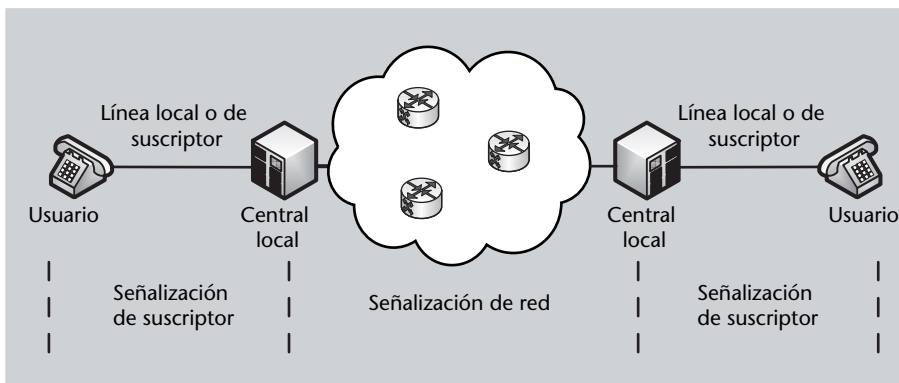 Línea local o de
suscriptor
Línea local o de
suscriptor
Usuario
Central
local
Central
local
Usuario
Señalización
de suscriptor
Señalización de red
Señalización
de suscriptor